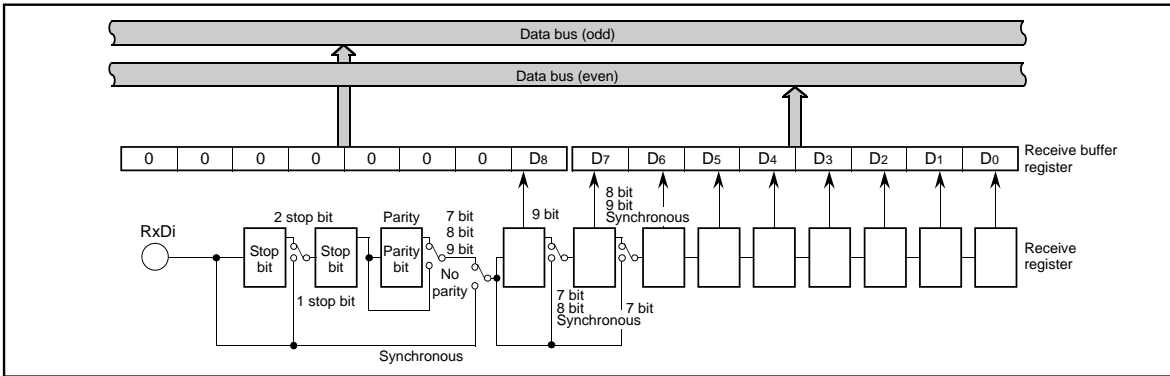 Data bus (odd)
Data bus (even)
0 0 0 0 0 0 0 D8 D7 D6 D5 D4 D3 D2 D1 D0
Receive buffer
register
8 bit
9 bit
Synchronous
9 bit
2 stop bit
Parity
7 bit
8 bit
9 bit
RxDi
Stop
bit
Stop
bit
Parity
bit
Receive
register
No
parity
1 stop bit
7 bit
8 bit
Synchronous
7 bit
Synchronous